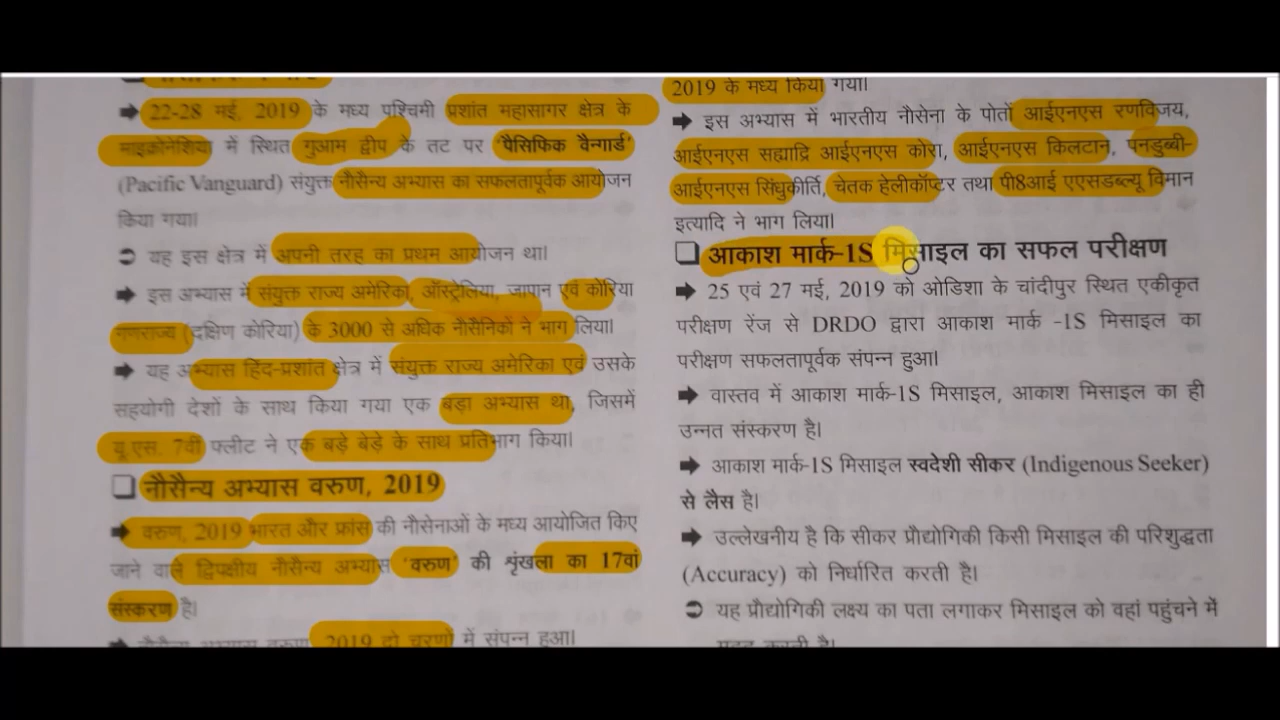 ➡ 22-28 मई, 2019 के मध्य पश्चिमी प्रशांत महासागर क्षेत्र के
माइक्रोनेशिया में स्थित गुआम द्वीप के तट पर 'पैसिफिक वैन्गार्ड'
(Pacific Vanguard) संयुक्त नौसैन्य अभ्यास का सफलतापूर्वक आयोजन
किया गया।
➲ यह इस क्षेत्र में अपनी तरह का प्रथम आयोजन था।
➡ इस अभ्यास में संयुक्त राज्य अमेरिका, ऑस्ट्रेलिया, जापान एवं कोरिया
गणराज्य (दक्षिण कोरिया) के 3000 से अधिक नौसैनिकों ने भाग लिया।
➡ यह अभ्यास हिंद-प्रशांत क्षेत्र में संयुक्त राज्य अमेरिका एवं उसके
सहयोगी देशों के साथ किया गया एक बड़ा अभ्यास था, जिसमें
यू.एस. 7वीं फ्लीट ने एक बड़े बेड़े के साथ प्रतिभाग किया।
❑ नौसैन्य अभ्यास वरुण, 2019
➡ वरुण, 2019 भारत और फ्रांस की नौसेनाओं के मध्य आयोजित किए
जाने वाले द्विपक्षीय नौसैन्य अभ्यास 'वरुण' की शृंखला का 17वां
संस्करण है।
➡ नौसैन्य अभ्यास वरुण, 2019 दो चरणों में संपन्न हुआ।
2019 के मध्य किया गया।
➡ इस अभ्यास में भारतीय नौसेना के पोतों आईएनएस रणविजय,
आईएनएस सह्याद्रि आईएनएस कोरा, आईएनएस किलटान, पनडुब्बी-
आईएनएस सिंधुकीर्ति, चेतक हेलीकॉप्टर तथा पी8आई एएसडब्ल्यू विमान
इत्यादि ने भाग लिया।
❑ आकाश मार्क-1S मिसाइल का सफल परीक्षण
➡ 25 एवं 27 मई, 2019 को ओडिशा के चांदीपुर स्थित एकीकृत
परीक्षण रेंज से DRDO द्वारा आकाश मार्क -1S मिसाइल का
परीक्षण सफलतापूर्वक संपन्न हुआ।
➡ वास्तव में आकाश मार्क-1S मिसाइल, आकाश मिसाइल का ही
उन्नत संस्करण है।
➡ आकाश मार्क-1S मिसाइल स्वदेशी सीकर (Indigenous Seeker)
से लैस है।
➡ उल्लेखनीय है कि सीकर प्रौद्योगिकी किसी मिसाइल की परिशुद्धता
(Accuracy) को निर्धारित करती है।
➲ यह प्रौद्योगिकी लक्ष्य का पता लगाकर मिसाइल को वहां पहुंचने में
मदद करती है।